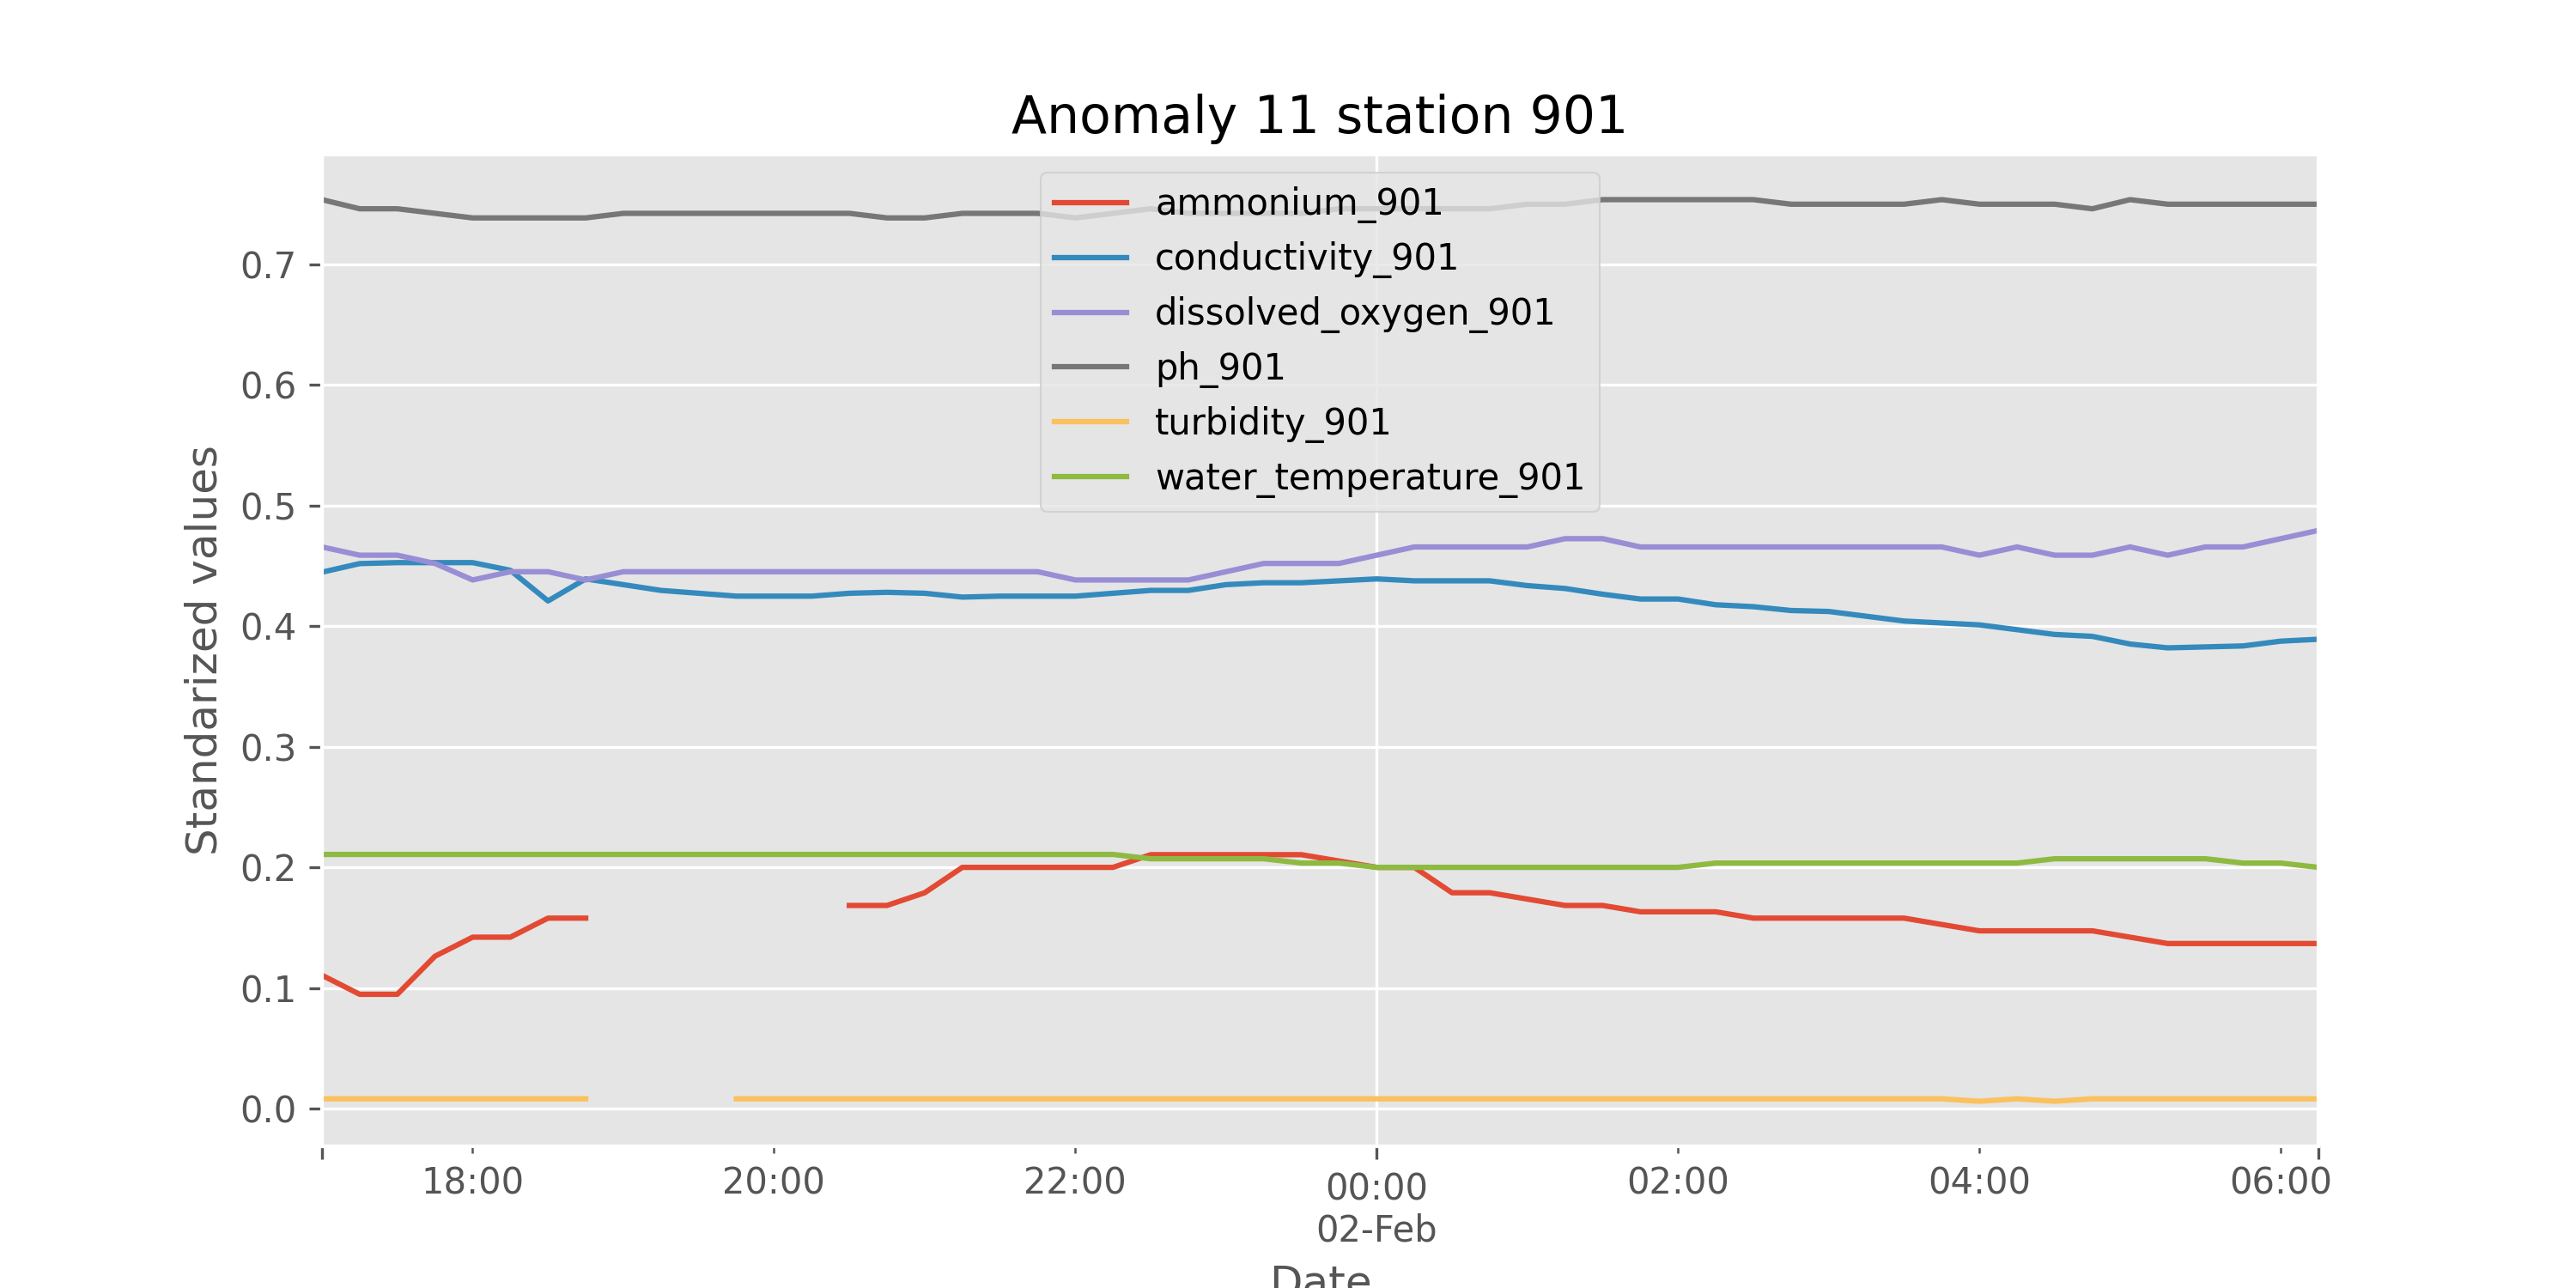 Anomaly 11 station 901
ammonium_901
conductivity_901
dissolved_oxygen_901
ph_901
turbidity_901
water_temperature_901
Standarized values
0.7
0.6
0.5
0.4
0.3
0.2
0.1
0.0
18:00 20:00 22:00 00:00 02:00 04:00 06:00
02-Feb
Date